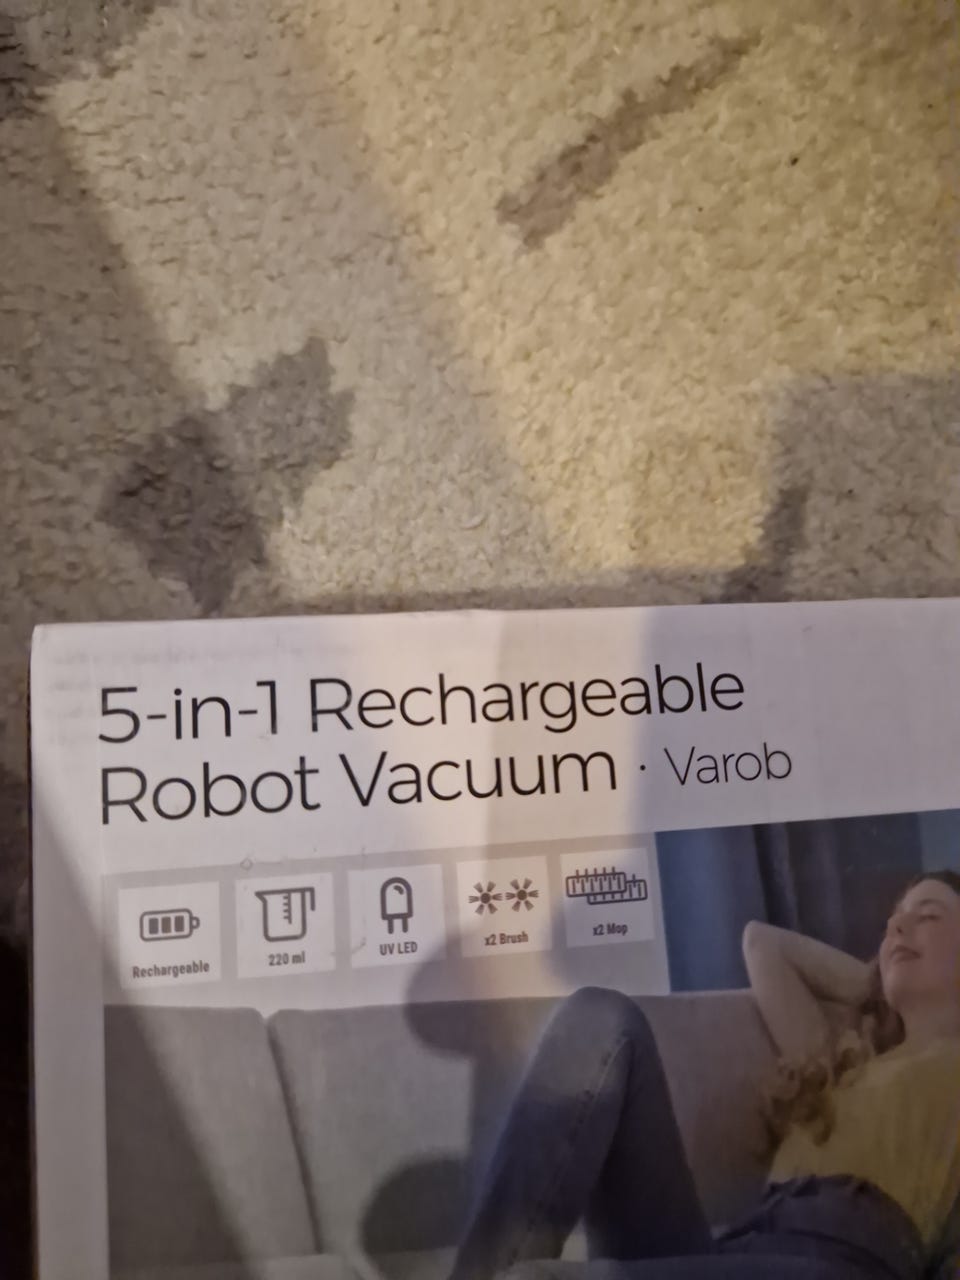 5-in-1 Rechargeable
Robot Vacuum · Varob
Rechargeable
220 ml
UV LED
x2 Brush
x2 Mop